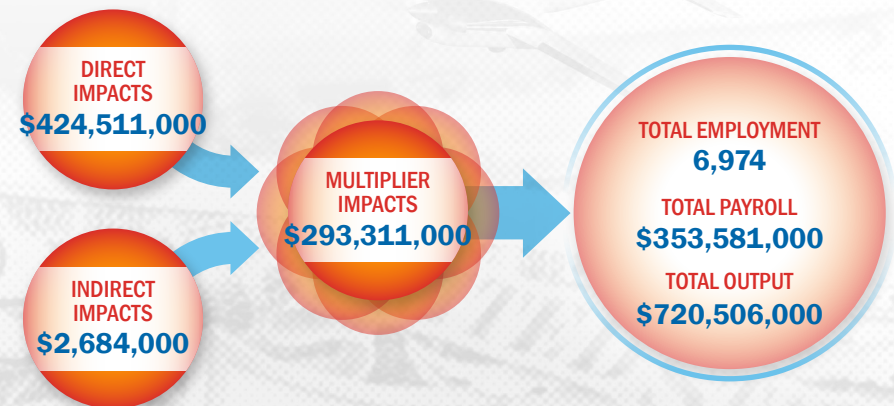 DIRECT
IMPACTS
$424,511,000
INDIRECT
IMPACTS
$2,684,000
MULTIPLIER
IMPACTS
$293,311,000
TOTAL EMPLOYMENT
6,974
TOTAL PAYROLL
$353,581,000
TOTAL OUTPUT
$720,506,000